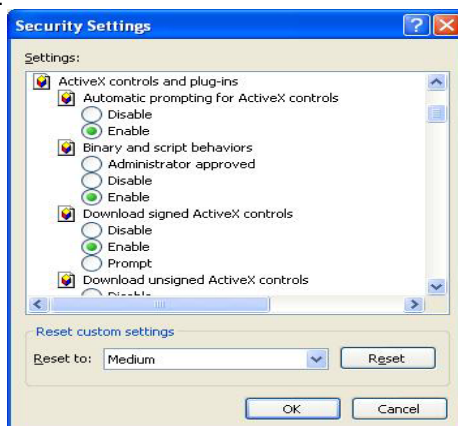 Security Settings
Settings:
ActiveX controls and plug-ins
Automatic prompting for ActiveX controls
Disable
Enable
Binary and script behaviors
Administrator approved
Disable
Enable
Download signed ActiveX controls
Disable
Enable
Prompt
Download unsigned ActiveX controls
Disable
Reset custom settings
Reset to: Medium Reset
OK Cancel